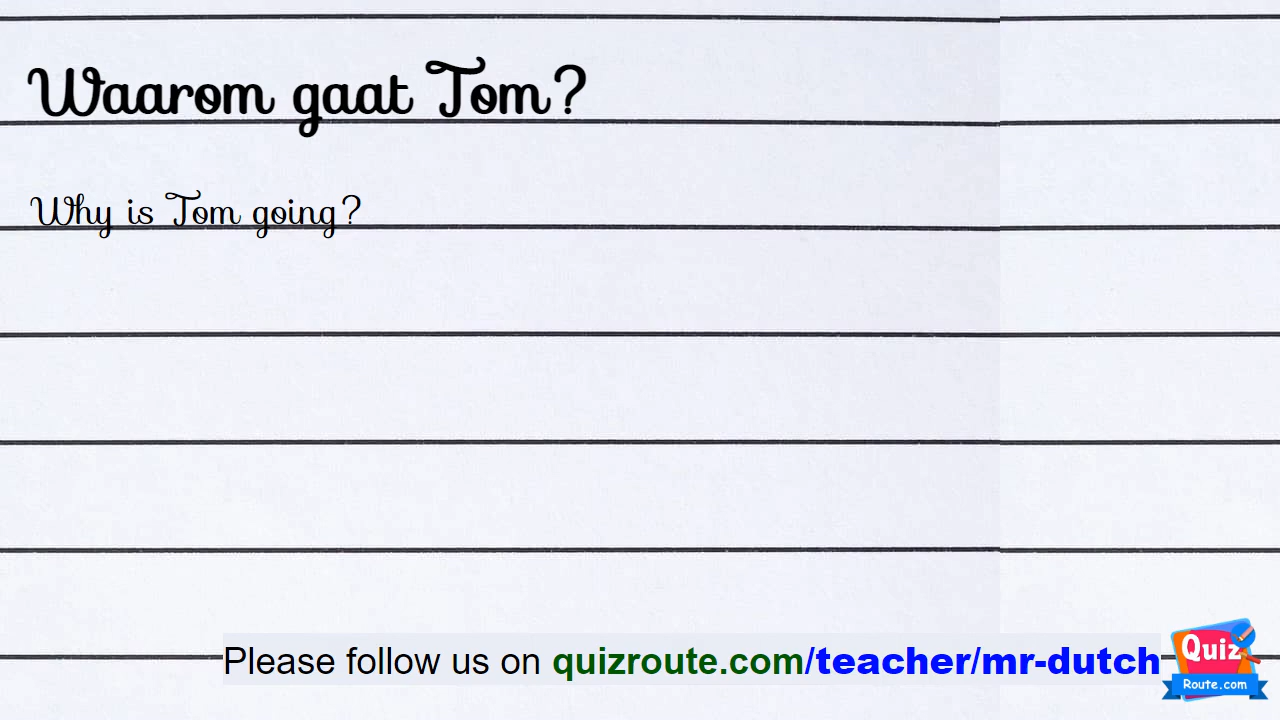 Waarom gaat Tom?
Why is Tom going?
Please follow us on quizroute.com/teacher/mr-dutch
Quiz
Route.com